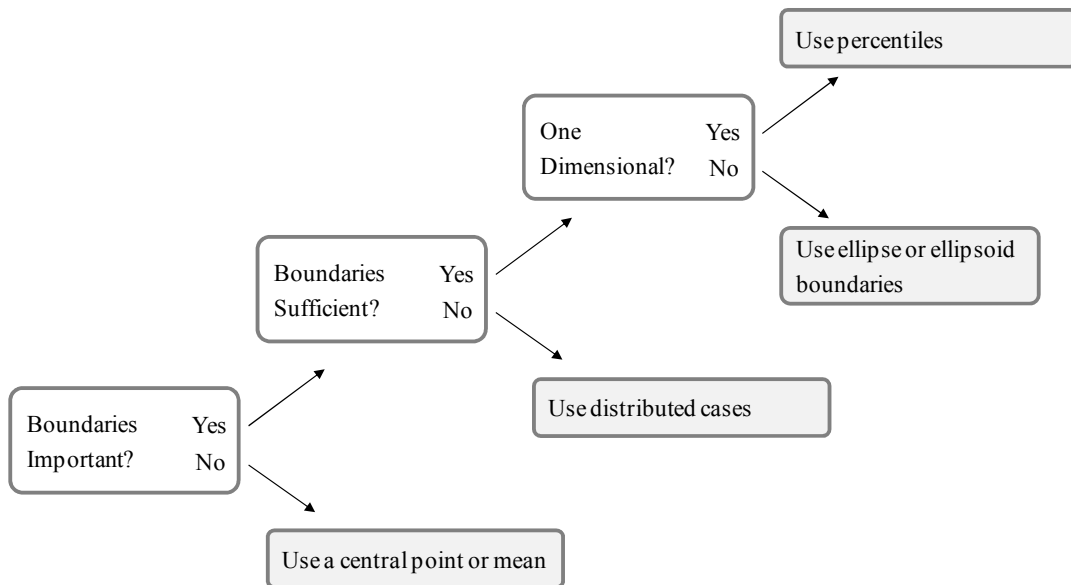 Use percentiles
One Yes
Dimensional? No
Use ellipse or ellipsoid
boundaries
Boundaries Yes
Sufficient? No
Use distributed cases
Boundaries Yes
Important? No
Use a central point or mean